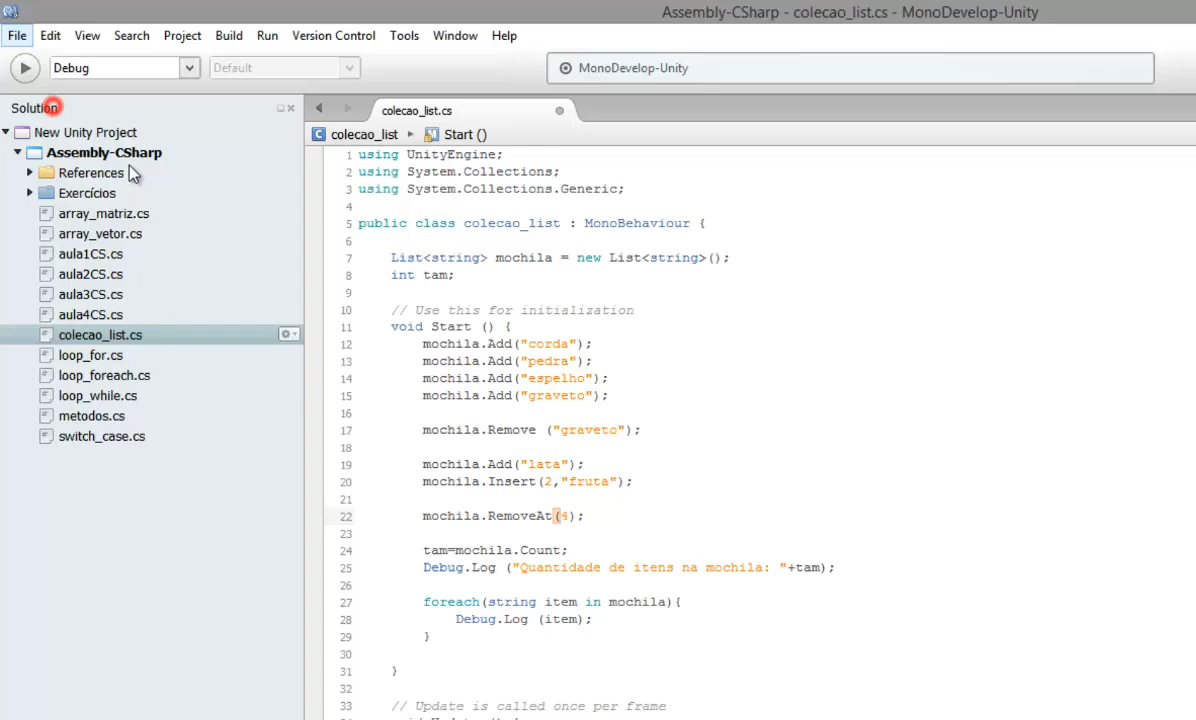 Assembly-CSharp - colecao_list.cs - MonoDevelop-Unity
File Edit View Search Project Build Run Version Control Tools Window Help
Debug Default MonoDevelop-Unity
Solution
New Unity Project
Assembly-CSharp
References
Exercícios
array_matriz.cs
array_vetor.cs
aula1CS.cs
aula2CS.cs
aula3CS.cs
aula4CS.cs
colecao_list.cs
loop_for.cs
loop_foreach.cs
loop_while.cs
metodos.cs
switch_case.cs
colecao_list.cs
colecao_list Start ()
1 using UnityEngine;
2 using System.Collections;
3 using System.Collections.Generic;
4
5 public class colecao_list : MonoBehaviour {
6
7 List<string> mochila = new List<string>();
8 int tam;
9
10 // Use this for initialization
11 void Start () {
12 mochila.Add("corda");
13 mochila.Add("pedra");
14 mochila.Add("espelho");
15 mochila.Add("graveto");
16
17 mochila.Remove ("graveto");
18
19 mochila.Add("lata");
20 mochila.Insert(2,"fruta");
21
22 mochila.RemoveAt(4);
23
24 tam=mochila.Count;
25 Debug.Log ("Quantidade de itens na mochila: "+tam);
26
27 foreach(string item in mochila){
28 Debug.Log (item);
29 }
30
31 }
32
33 // Update is called once per frame